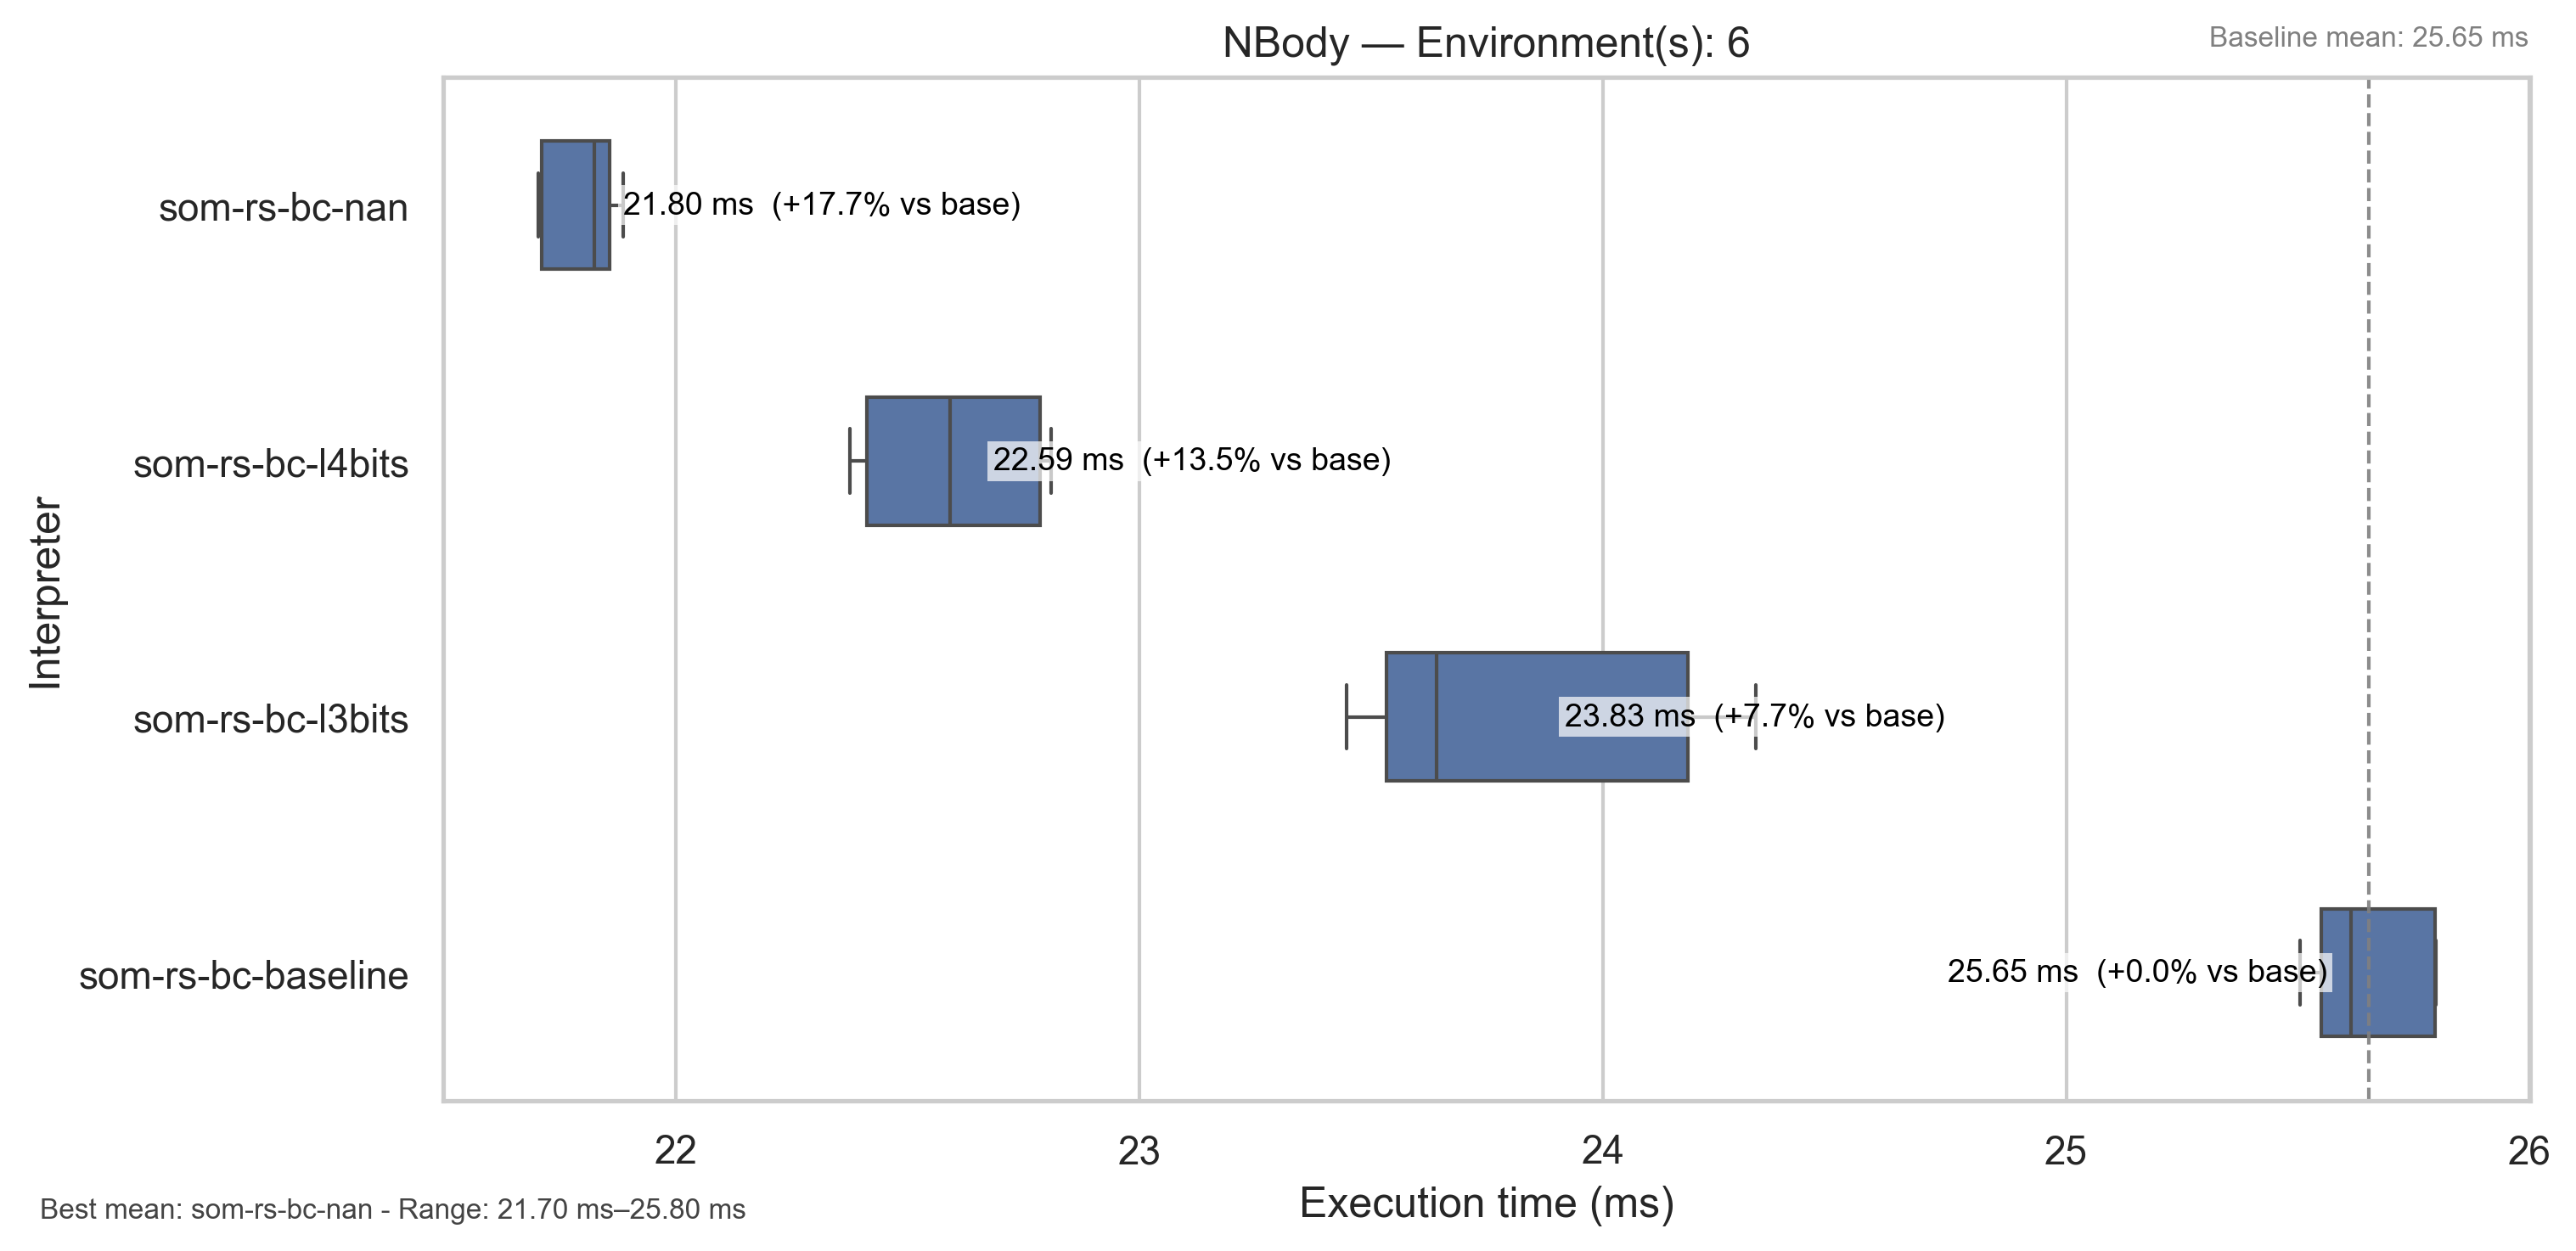 NBody — Environment(s): 6
Baseline mean: 25.65 ms
Interpreter
som-rs-bc-nan
21.80 ms (+17.7% vs base)
som-rs-bc-l4bits
22.59 ms (+13.5% vs base)
som-rs-bc-l3bits
23.83 ms (+7.7% vs base)
som-rs-bc-baseline
25.65 ms (+0.0% vs base)
22 23 24 25 26
Execution time (ms)
Best mean: som-rs-bc-nan - Range: 21.70 ms–25.80 ms